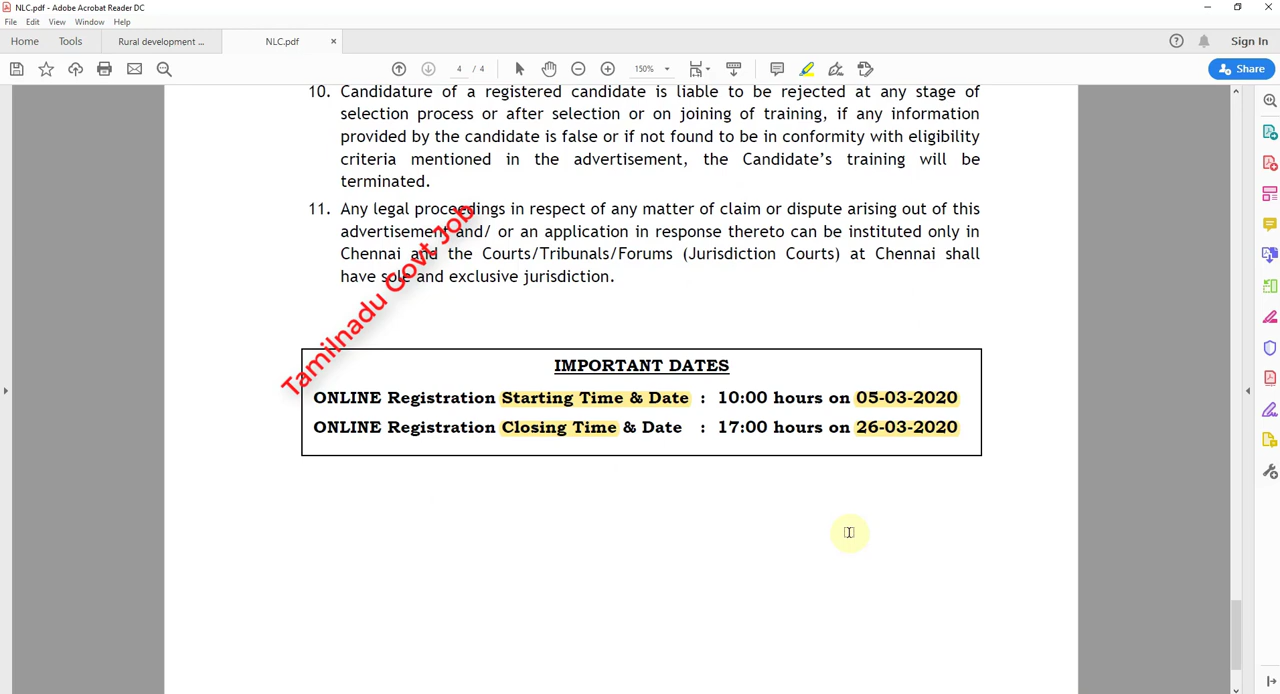 NLC.pdf - Adobe Acrobat Reader DC
File Edit View Window Help
Home Tools Rural development ... NLC.pdf × Sign In
4 / 4 150% Share
10. Candidature of a registered candidate is liable to be rejected at any stage of
selection process or after selection or on joining of training, if any information
provided by the candidate is false or if not found to be in conformity with eligibility
criteria mentioned in the advertisement, the Candidate’s training will be
terminated.
11. Any legal proceedings in respect of any matter of claim or dispute arising out of this
advertisement and/ or an application in response thereto can be instituted only in
Chennai and the Courts/Tribunals/Forums (Jurisdiction Courts) at Chennai shall
have sole and exclusive jurisdiction.
Tamilnadu Govt Job
IMPORTANT DATES
ONLINE Registration Starting Time & Date : 10:00 hours on 05-03-2020
ONLINE Registration Closing Time & Date : 17:00 hours on 26-03-2020